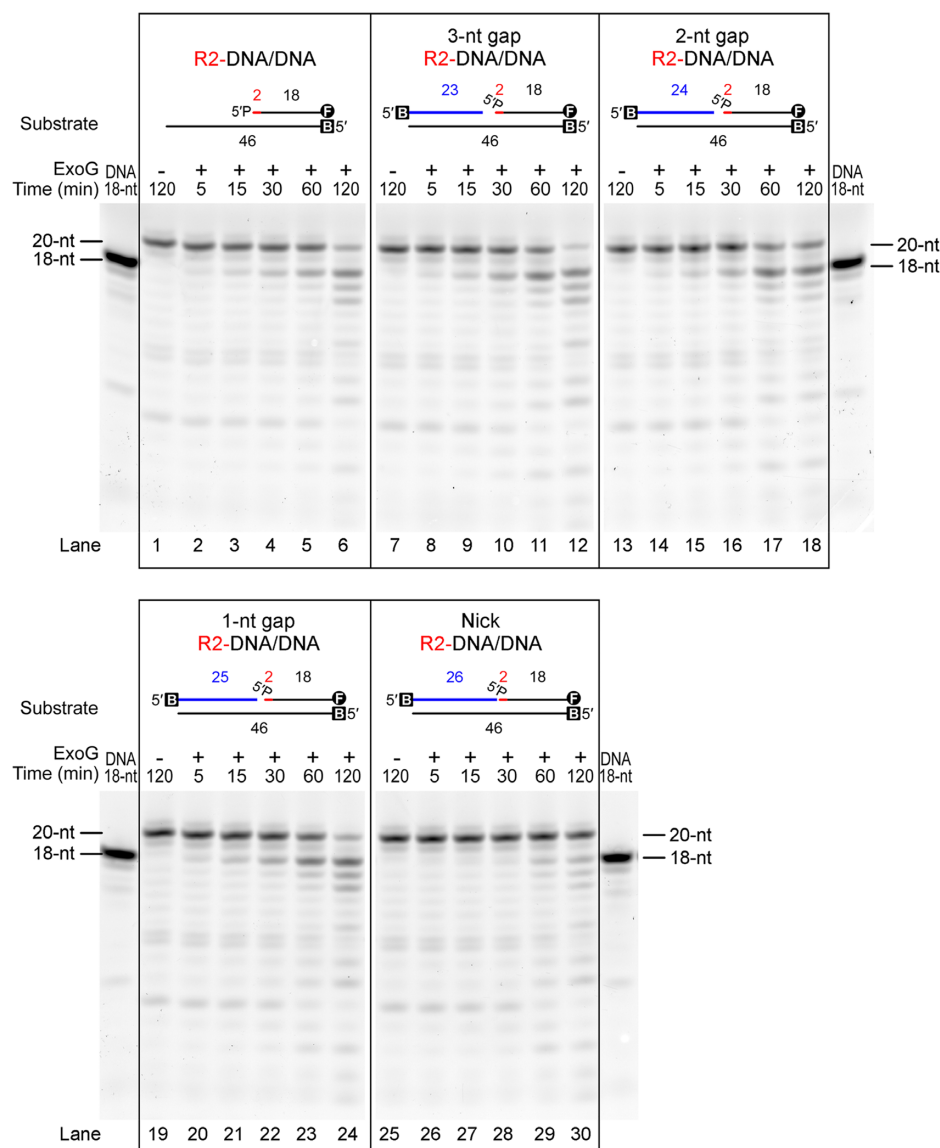 R2-DNA/DNA
3-nt gap
R2-DNA/DNA
2-nt gap
R2-DNA/DNA
Substrate
2 18
5'P
F
B 5'
46
23 2 18
5'P
5' B
F
B 5'
46
24 2 18
5'P
5' B
F
B 5'
46
ExoG - + + + + + - + + + + + - + + + + +
Time (min) 120 5 15 30 60 120 120 5 15 30 60 120 120 5 15 30 60 120
DNA
18-nt
DNA
18-nt
20-nt
18-nt
20-nt
18-nt
Lane 1 2 3 4 5 6 7 8 9 10 11 12 13 14 15 16 17 18
1-nt gap
R2-DNA/DNA
Nick
R2-DNA/DNA
Substrate
25 2 18
5'P
5' B
F
B 5'
46
26 2 18
5'P
5' B
F
B 5'
46
ExoG - + + + + + - + + + + +
Time (min) 120 5 15 30 60 120 120 5 15 30 60 120
DNA
18-nt
DNA
18-nt
20-nt
18-nt
20-nt
18-nt
Lane 19 20 21 22 23 24 25 26 27 28 29 30